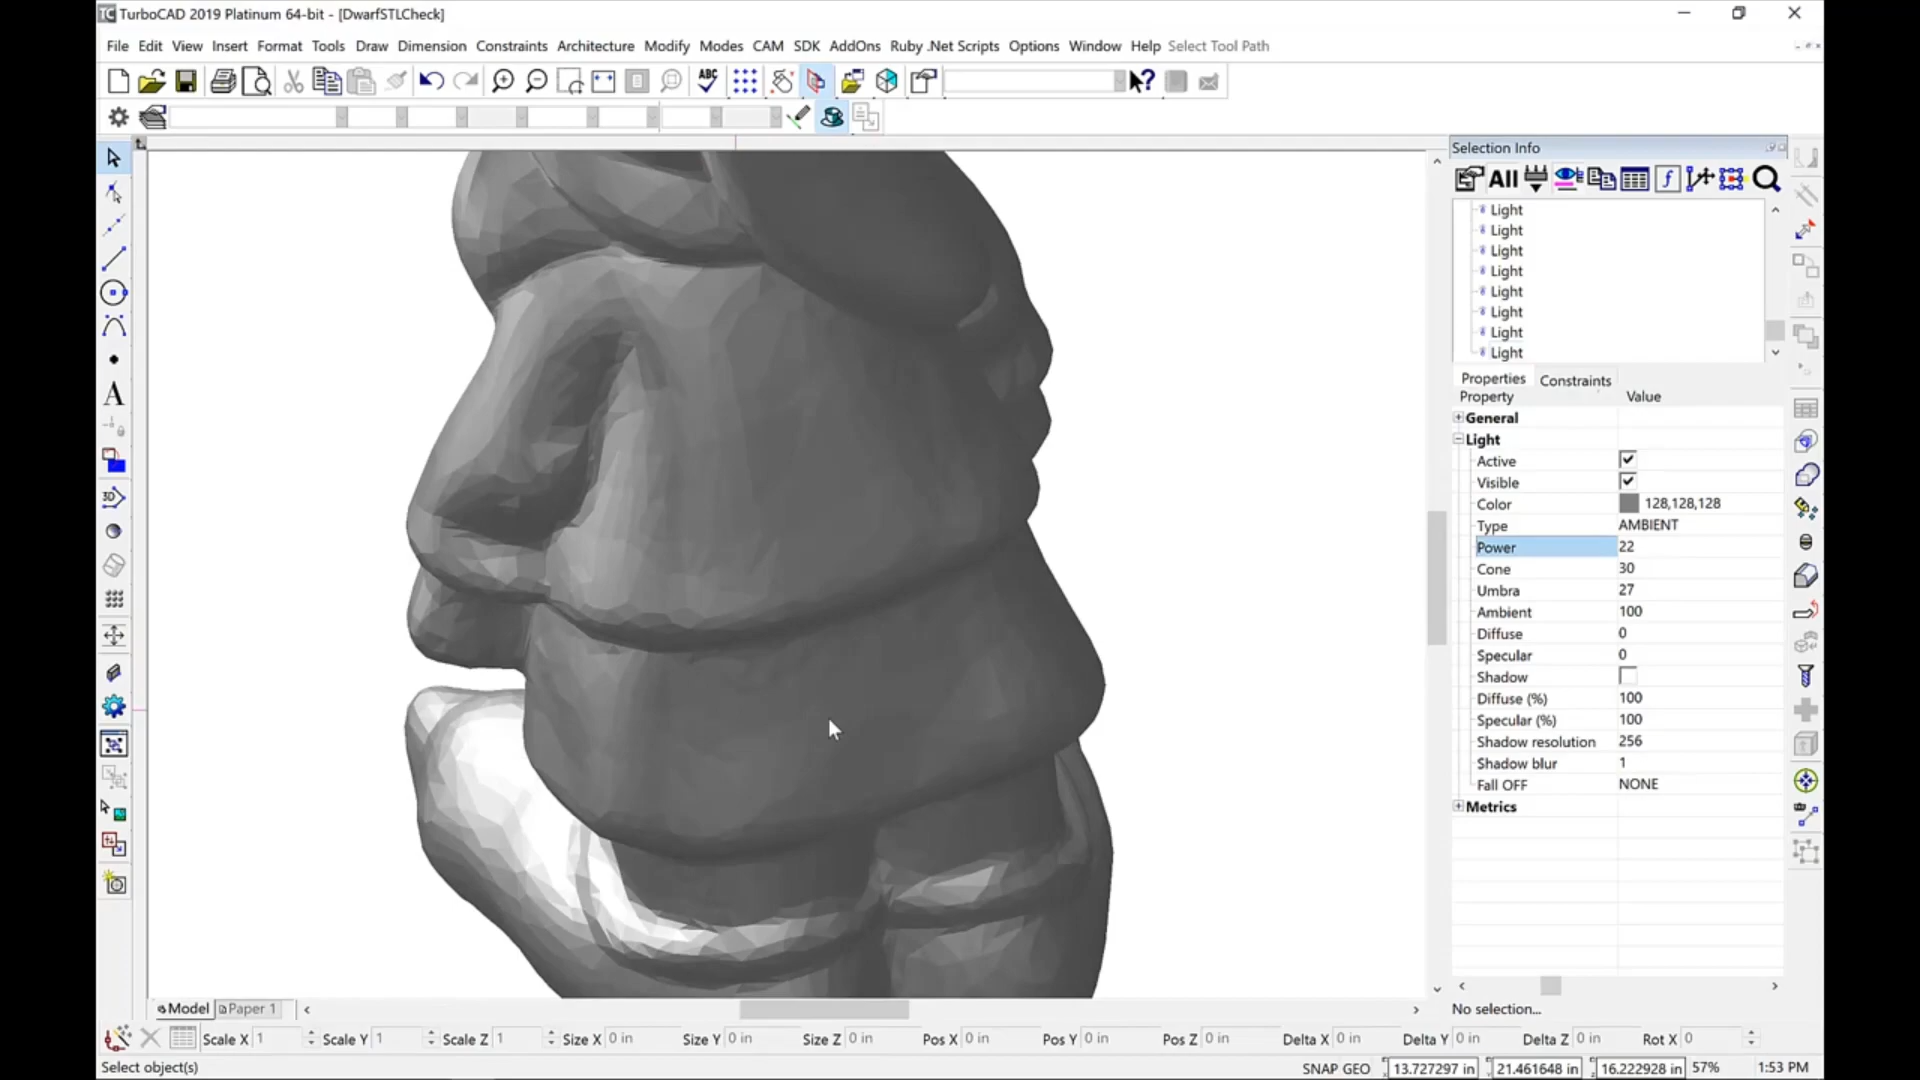 TurboCAD 2019 Platinum 64-bit - [DwarfSTLCheck]
File Edit View Insert Format Tools Draw Dimension Constraints Architecture Modify Modes CAM SDK AddOns Ruby .Net Scripts Options Window Help Select Tool Path
ABC
Selection Info
All
Light
Light
Light
Light
Light
Light
Light
Light
Properties Constraints
Property Value
General
Light
Active
Visible
Color 128,128,128
Type AMBIENT
Power 22
Cone 30
Umbra 27
Ambient 100
Diffuse 0
Specular 0
Shadow
Diffuse (%) 100
Specular (%) 100
Shadow resolution 256
Shadow blur 1
Fall OFF NONE
Metrics
A
3D
Model Paper 1
No selection...
Scale X 1 Scale Y 1 Scale Z 1 Size X 0 in Size Y 0 in Size Z 0 in Pos X 0 in Pos Y 0 in Pos Z 0 in Delta X 0 in Delta Y 0 in Delta Z 0 in Rot X 0
Select object(s) SNAP GEO 13.727297 in 21.461648 in 16.222928 in 57% 1:53 PM